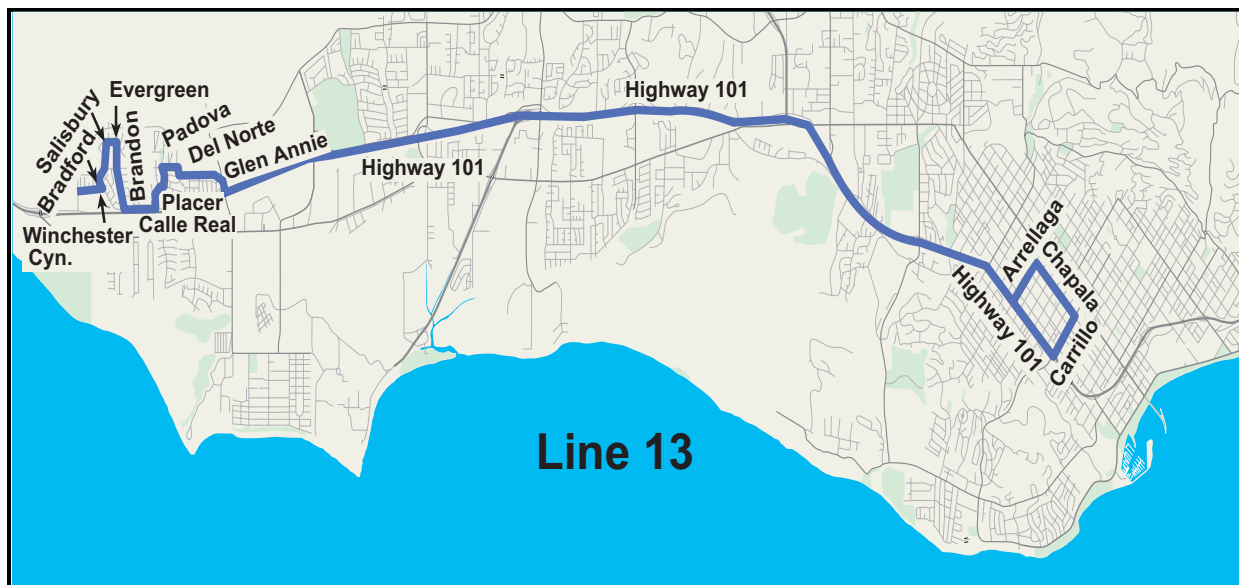 Evergreen
Salisbury
Bradford
Brandon
Padova
Del Norte
Glen Annie
Placer
Calle Real
Winchester
Cyn.
Highway 101
Highway 101
Highway 101
Arrellaga
Chapala
Carrillo
Line 13